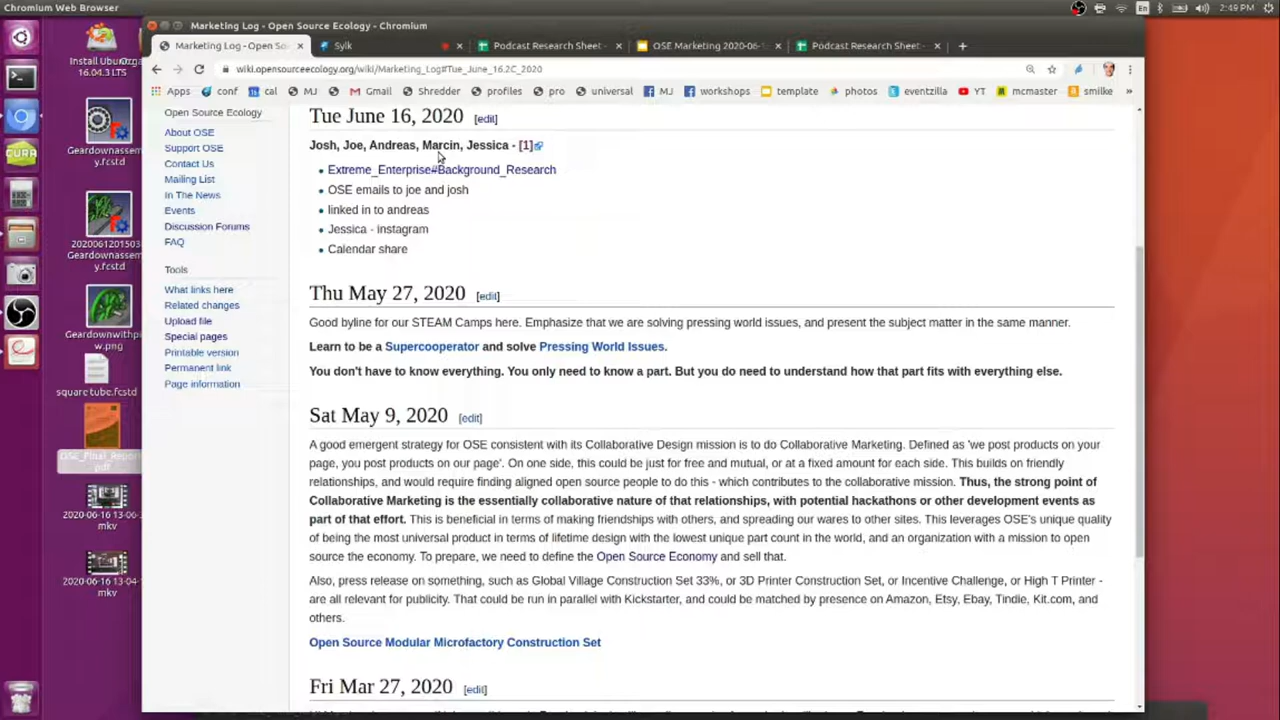 Chromium Web Browser
En
2:49 PM
Marketing Log - Open Source Ecology - Chromium
Marketing Log - Open So
Sylk
Podcast Research Sheet -
OSE Marketing 2020-06-
Podcast Research Sheet -
wiki.opensourceecology.org/wiki/Marketing_Log#Tue_June_16.2C_2020
Apps
conf
cal
MJ
Gmail
Shredder
profiles
pro
universal
MJ
workshops
template
photos
eventzilla
YT
mcmaster
smilke
»
Install Ubun
16.04.3 LTS
Geardownassem
y.fcstd
2020061201503
Geardownassem
y.fcstd
Geardownwithpi
w.png
square tube.fcstd
OSE_Final_Repor
pdf
2020-06-16 13-06-
mkv
2020-06-16 13-04-
mkv
CURA
Open Source Ecology
About OSE
Support OSE
Contact Us
Mailing List
In The News
Events
Discussion Forums
FAQ
Tools
What links here
Related changes
Upload file
Special pages
Printable version
Permanent link
Page information
Tue June 16, 2020 [edit]
Josh, Joe, Andreas, Marcin, Jessica - [1]
Extreme_Enterprise#Background_Research
OSE emails to joe and josh
linked in to andreas
Jessica - instagram
Calendar share
Thu May 27, 2020 [edit]
Good byline for our STEAM Camps here. Emphasize that we are solving pressing world issues, and present the subject matter in the same manner.
Learn to be a Supercooperator and solve Pressing World Issues.
You don't have to know everything. You only need to know a part. But you do need to understand how that part fits with everything else.
Sat May 9, 2020 [edit]
A good emergent strategy for OSE consistent with its Collaborative Design mission is to do Collaborative Marketing. Defined as 'we post products on your
page, you post products on our page'. On one side, this could be just for free and mutual, or at a fixed amount for each side. This builds on friendly
relationships, and would require finding aligned open source people to do this - which contributes to the collaborative mission. Thus, the strong point of
Collaborative Marketing is the essentially collaborative nature of that relationships, with potential hackathons or other development events as
part of that effort. This is beneficial in terms of making friendships with others, and spreading our wares to other sites. This leverages OSE's unique quality
of being the most universal product in terms of lifetime design with the lowest unique part count in the world, and an organization with a mission to open
source the economy. To prepare, we need to define the Open Source Economy and sell that.
Also, press release on something, such as Global Village Construction Set 33%, or 3D Printer Construction Set, or Incentive Challenge, or High T Printer -
are all relevant for publicity. That could be run in parallel with Kickstarter, and could be matched by presence on Amazon, Etsy, Ebay, Tindie, Kit.com, and
others.
Open Source Modular Microfactory Construction Set
Fri Mar 27, 2020 [edit]